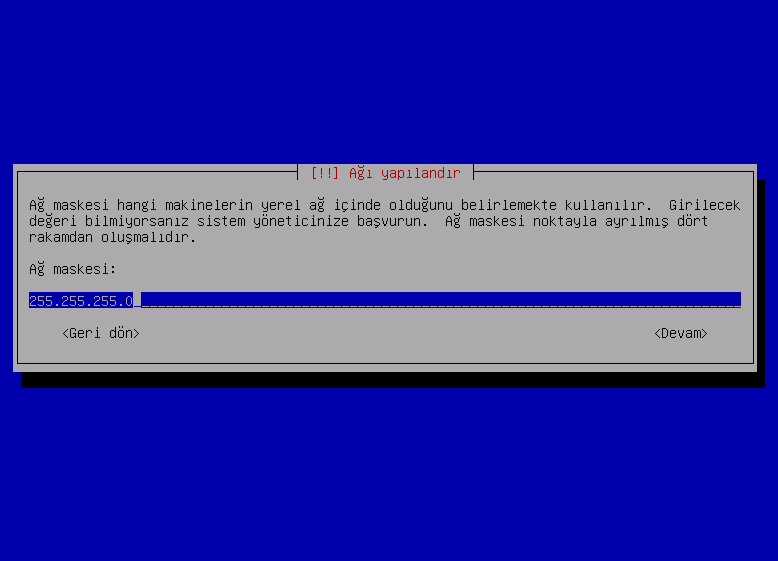 [!!] Ağı yapılandır
Ağ maskesi hangi makinelerin yerel ağ içinde olduğunu belirlemekte kullanılır.  Girilecek
değeri bilmiyorsanız sistem yöneticinize başvurun.  Ağ maskesi noktayla ayrılmış dört
rakamdan oluşmalıdır.
Ağ maskesi:
255.255.255.0
<Geri dön> <Devam>